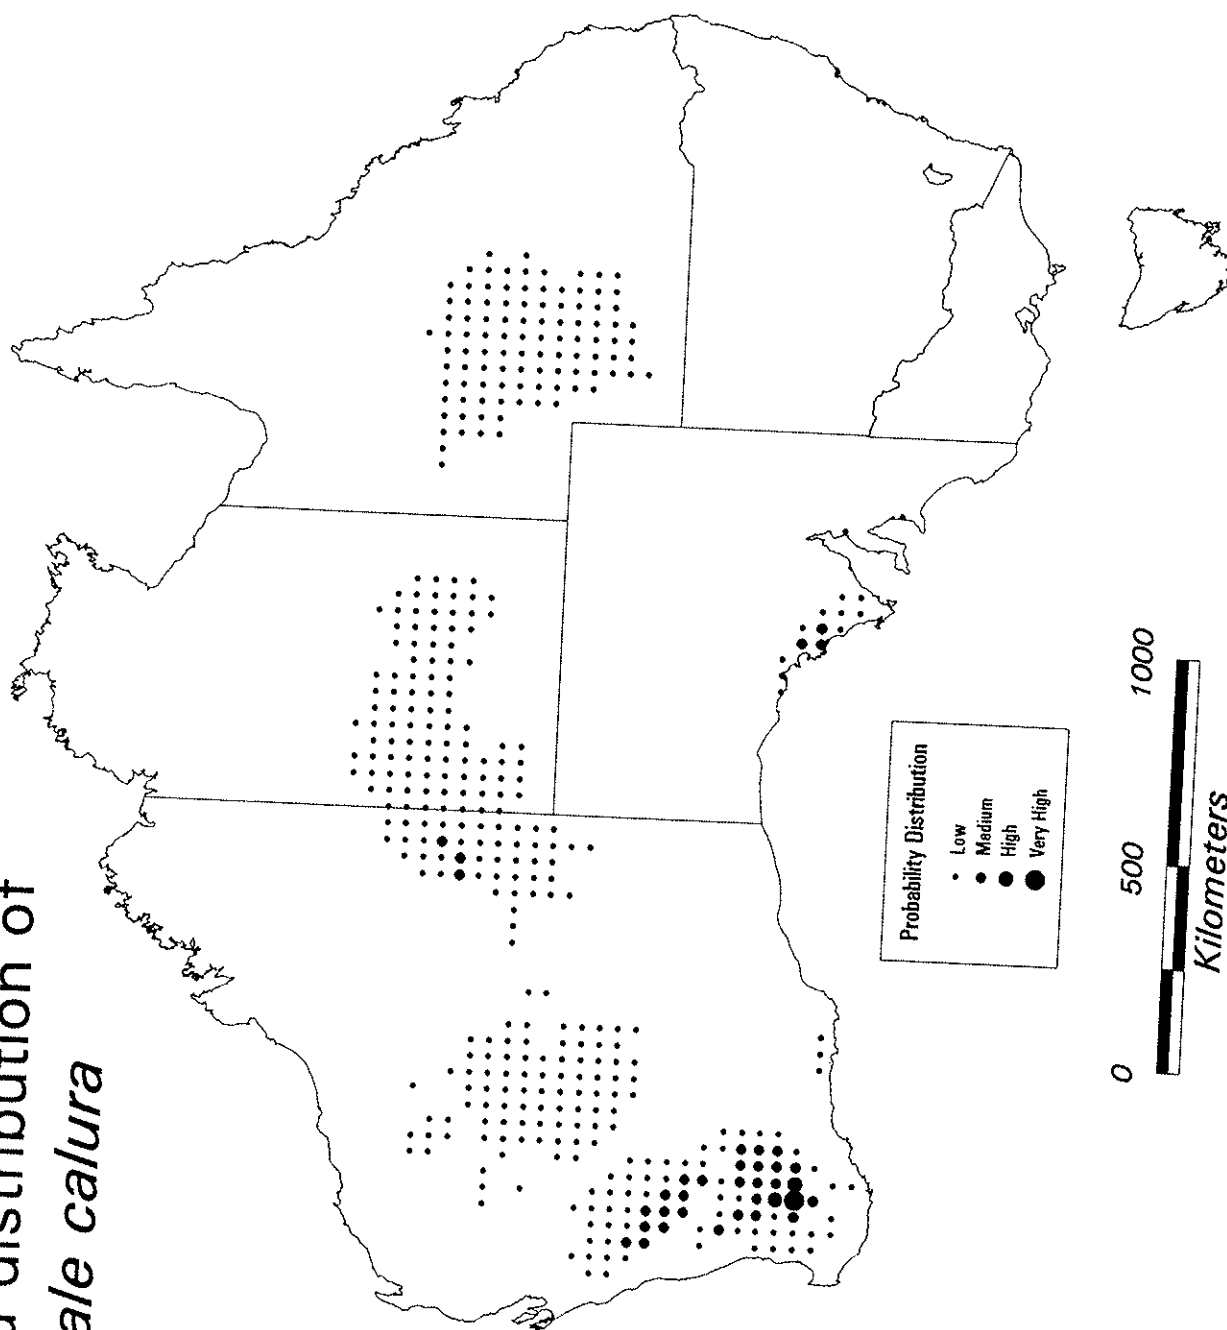 distribution of
ale calura
Probability Distribution
Low
Medium
High
Very High
0 500 1000
Kilometers